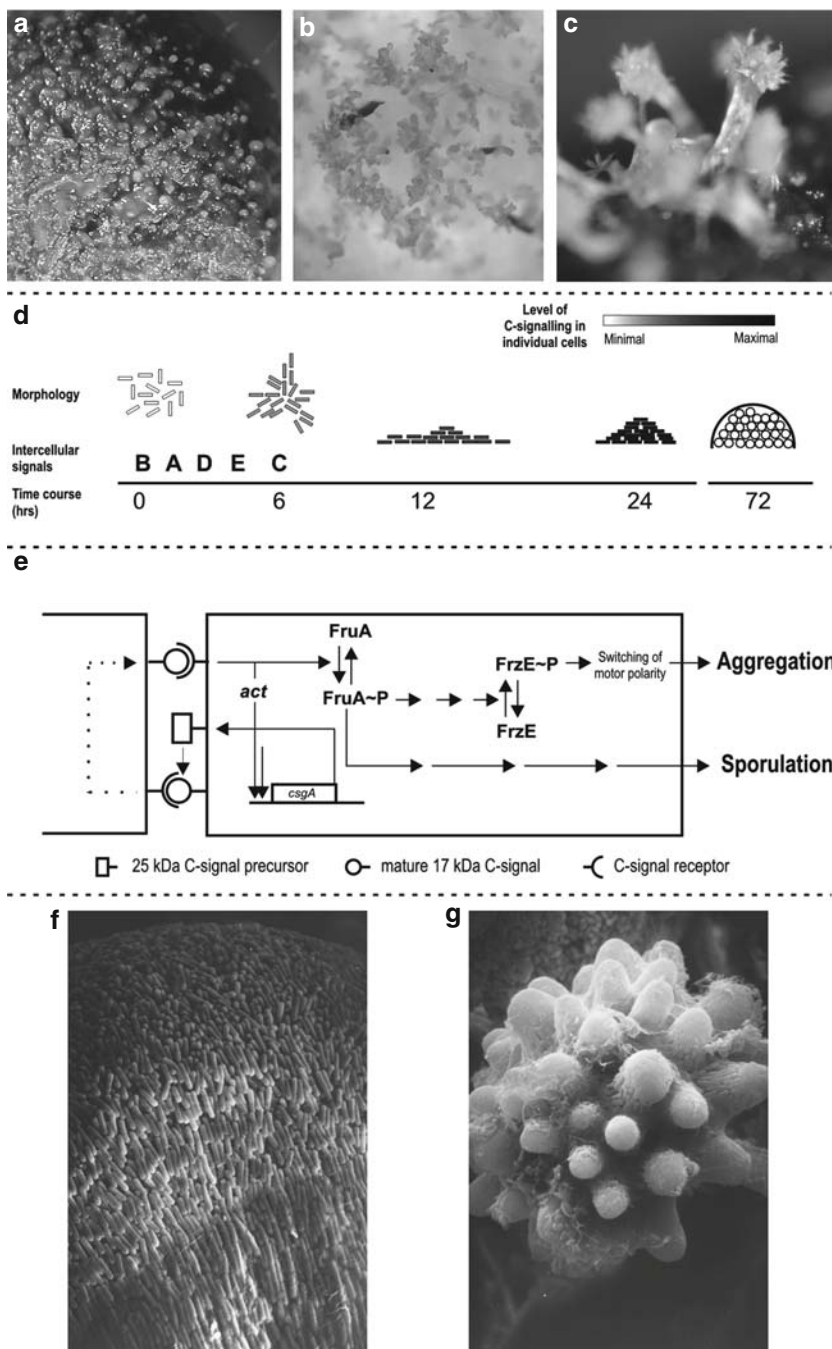 a
b
c
d
Level of
C-signalling in
individual cells
Minimal
Maximal
Morphology
Intercellular
signals
B A D E C
Time course
(hrs)
0 6 12 24 72
e
FruA
FruA~P
act
csgA
FrzE~P
FrzE
Switching of
motor polarity
Aggregation
Sporulation
25 kDa C-signal precursor
mature 17 kDa C-signal
C-signal receptor
f
g